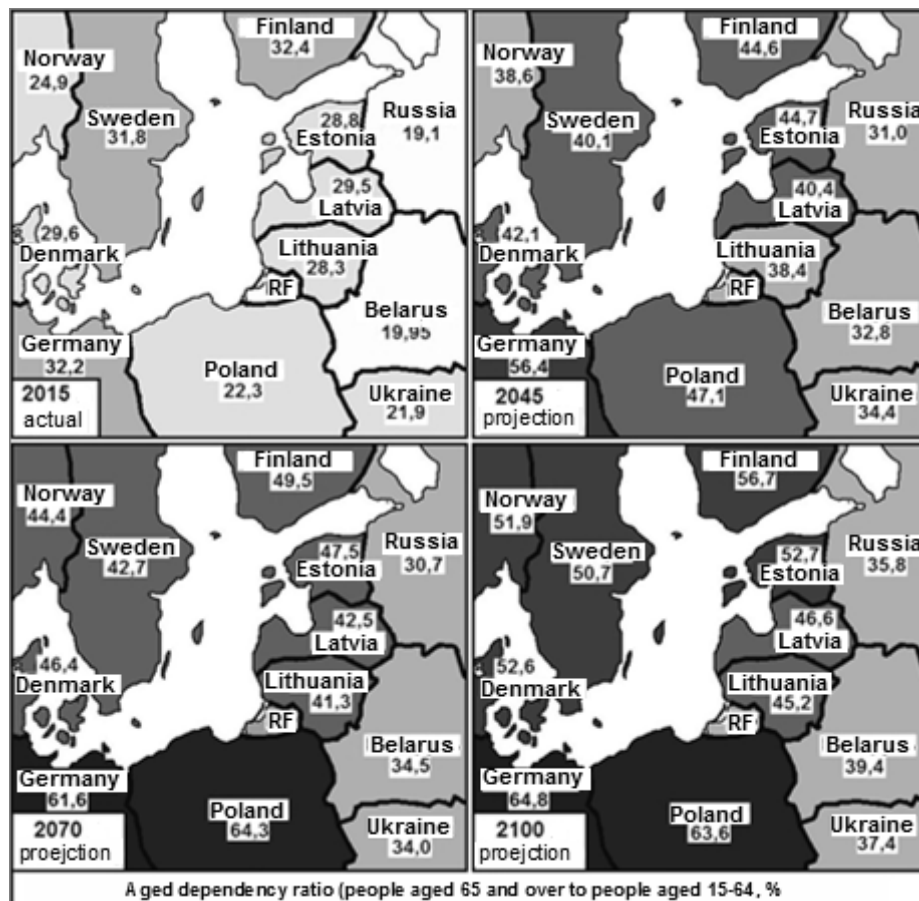 Finland
32,4
Norway
24,9
Russia
19,1
Sweden
31,8
28,8
Estonia
29,5
Latvia
29,6
Denmark
Lithuania
28,3
RF
Belarus
19,95
Germany
32,2
Poland
22,3
Ukraine
21,9
2015
actual
Finland
44,6
Norway
38,6
Russia
31,0
Sweden
40,1
44,7
Estonia
40,4
Latvia
42,1
Denmark
Lithuania
38,4
RF
Belarus
32,8
Germany
56,4
Poland
47,1
Ukraine
34,4
2045
projection
Finland
49,5
Norway
44,4
Russia
30,7
Sweden
42,7
47,5
Estonia
42,5
Latvia
46,4
Denmark
Lithuania
41,3
RF
Belarus
34,5
Germany
61,6
Poland
64,3
Ukraine
34,0
2070
proejction
Finland
56,7
Norway
51,9
Russia
35,8
Sweden
50,7
52,7
Estonia
46,6
Latvia
52,6
Denmark
Lithuania
45,2
RF
Belarus
39,4
Germany
64,8
Poland
63,6
Ukraine
37,4
2100
proejction
Aged dependency ratio (people aged 65 and over to people aged 15-64, %